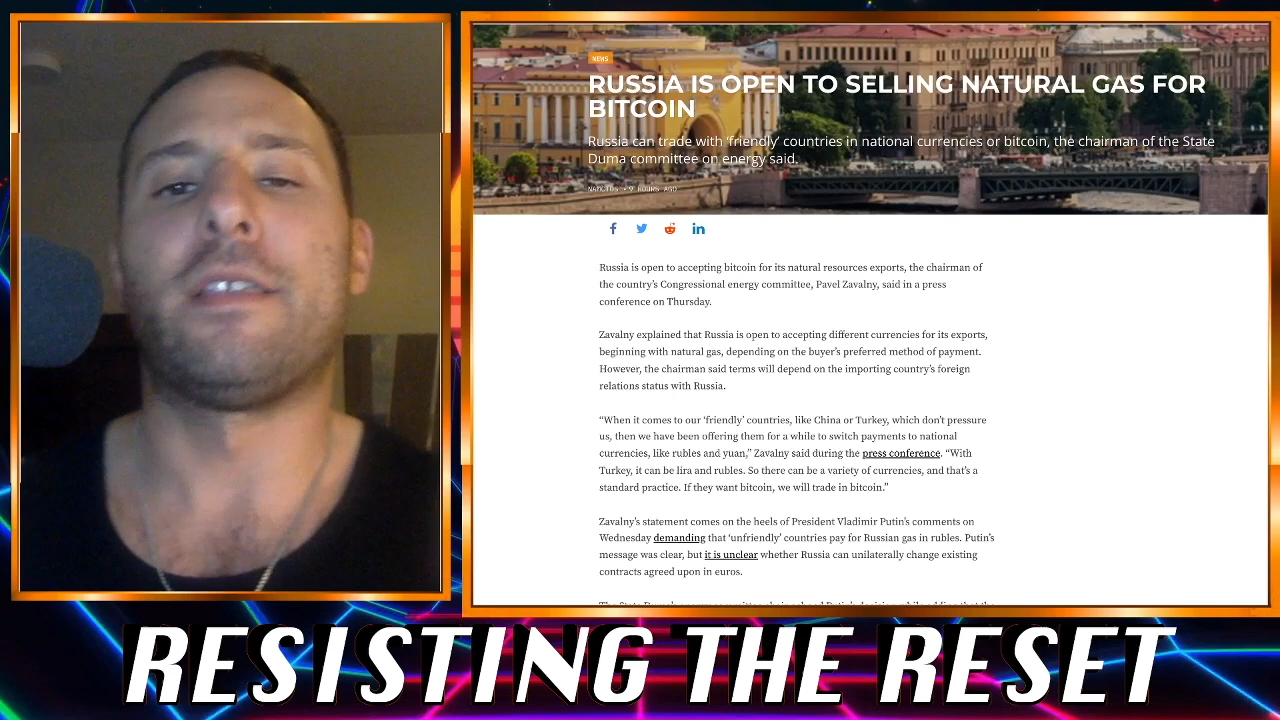 NEWS
RUSSIA IS OPEN TO SELLING NATURAL GAS FOR
BITCOIN
Russia can trade with ‘friendly’ countries in national currencies or bitcoin, the chairman of the State
Duma committee on energy said.
NAMCIOS • 9 HOURS AGO
Russia is open to accepting bitcoin for its natural resources exports, the chairman of
the country’s Congressional energy committee, Pavel Zavalny, said in a press
conference on Thursday.
Zavalny explained that Russia is open to accepting different currencies for its exports,
beginning with natural gas, depending on the buyer’s preferred method of payment.
However, the chairman said terms will depend on the importing country’s foreign
relations status with Russia.
“When it comes to our ‘friendly’ countries, like China or Turkey, which don’t pressure
us, then we have been offering them for a while to switch payments to national
currencies, like rubles and yuan,” Zavalny said during the press conference. “With
Turkey, it can be lira and rubles. So there can be a variety of currencies, and that’s a
standard practice. If they want bitcoin, we will trade in bitcoin.”
Zavalny’s statement comes on the heels of President Vladimir Putin’s comments on
Wednesday demanding that ‘unfriendly’ countries pay for Russian gas in rubles. Putin’s
message was clear, but it is unclear whether Russia can unilaterally change existing
contracts agreed upon in euros.
RESISTING THE RESET